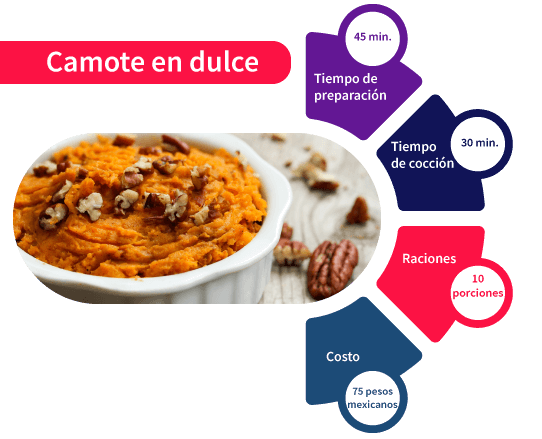 Camote en dulce
45 min.
Tiempo de
preparación
Tiempo
de cocción
30 min.
Raciones
10
porciones
Costo
75 pesos
mexicanos